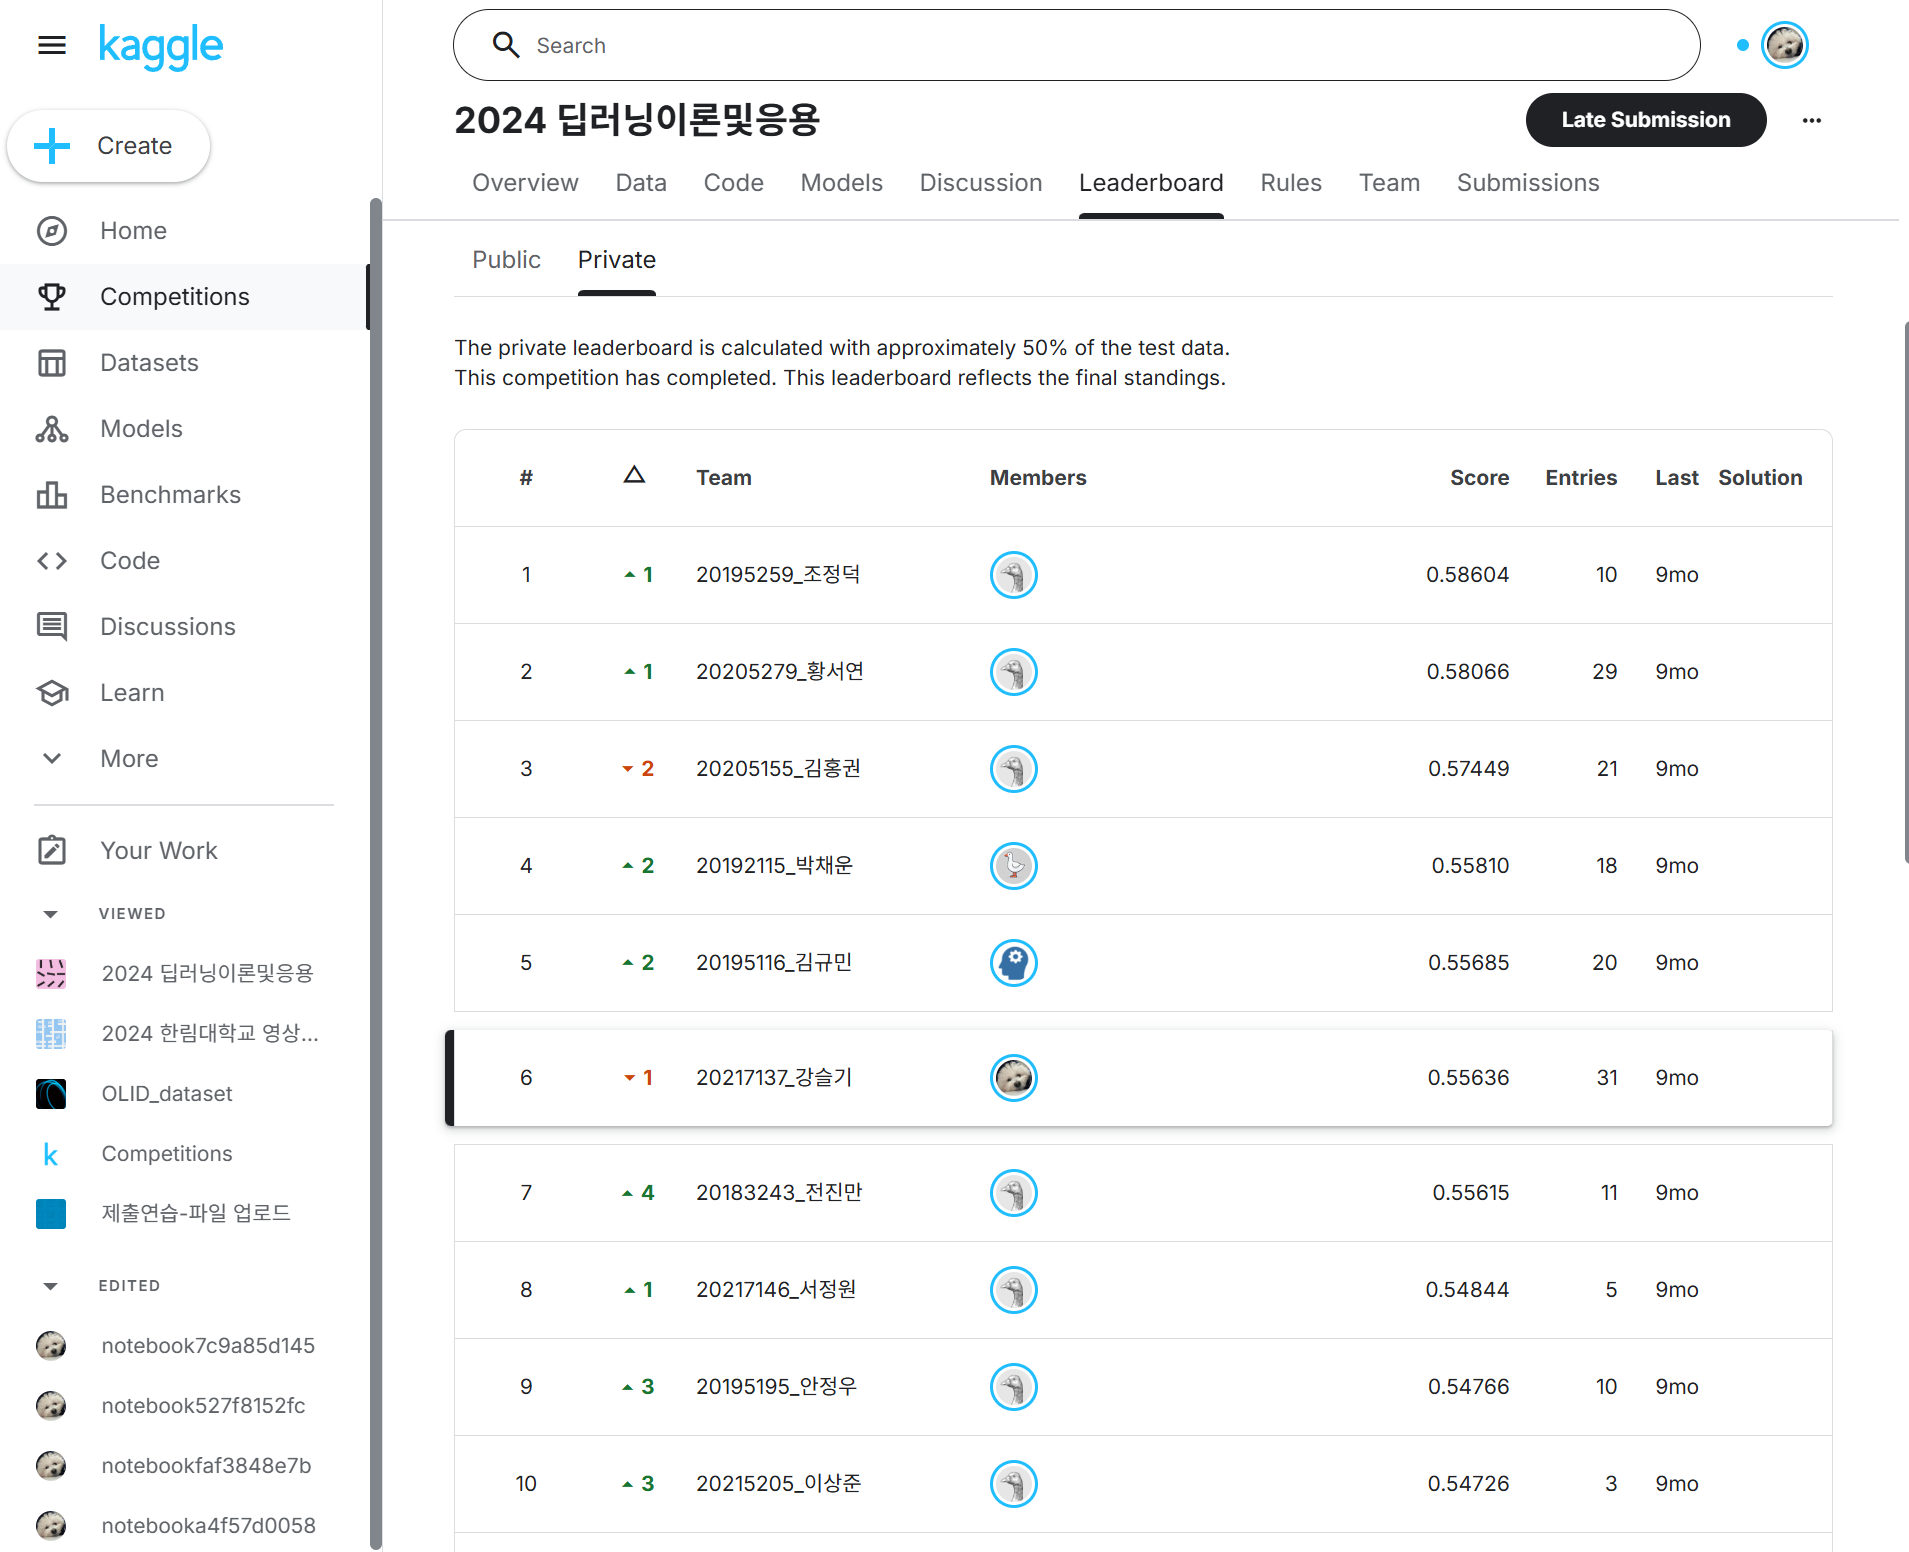 kaggle
Search
Create
Home
Competitions
Datasets
Models
Benchmarks
Code
Discussions
Learn
More
Your Work
VIEWED
2024 딥러닝이론및응용
2024 한림대학교 영상...
OLID_dataset
k Competitions
제출연습-파일 업로드
EDITED
notebook7c9a85d145
notebook527f8152fc
notebookfaf3848e7b
notebooka4f57d0058
2024 딥러닝이론및응용
Late Submission
Overview Data Code Models Discussion Leaderboard Rules Team Submissions
Public Private
The private leaderboard is calculated with approximately 50% of the test data.
This competition has completed. This leaderboard reflects the final standings.
# △ Team Members Score Entries Last Solution
1 1 20195259_조정덕 0.58604 10 9mo
2 1 20205279_황서연 0.58066 29 9mo
3 2 20205155_김홍권 0.57449 21 9mo
4 2 20192115_박채운 0.55810 18 9mo
5 2 20195116_김규민 0.55685 20 9mo
6 1 20217137_강슬기 0.55636 31 9mo
7 4 20183243_전진만 0.55615 11 9mo
8 1 20217146_서정원 0.54844 5 9mo
9 3 20195195_안정우 0.54766 10 9mo
10 3 20215205_이상준 0.54726 3 9mo